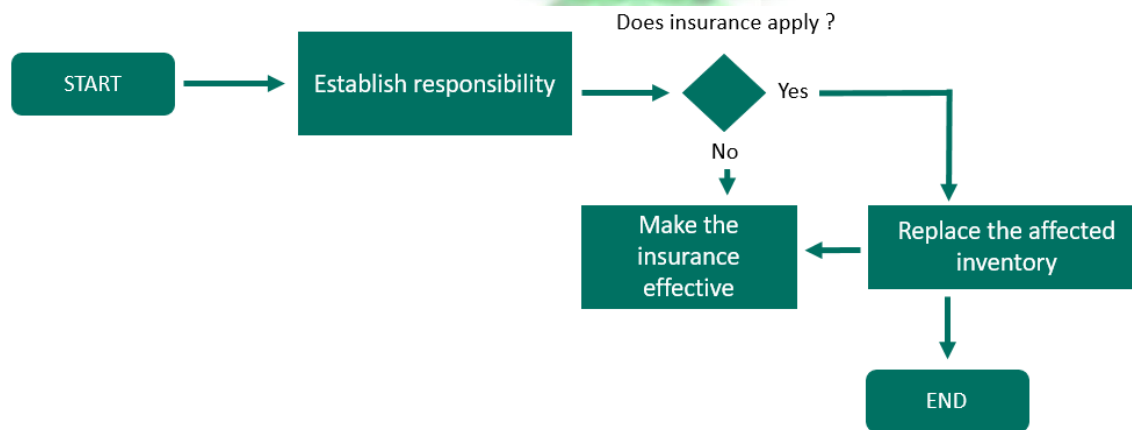 Does insurance apply ?
START
Establish responsibility
Yes
No
Make the
insurance
effective
Replace the affected
inventory
END